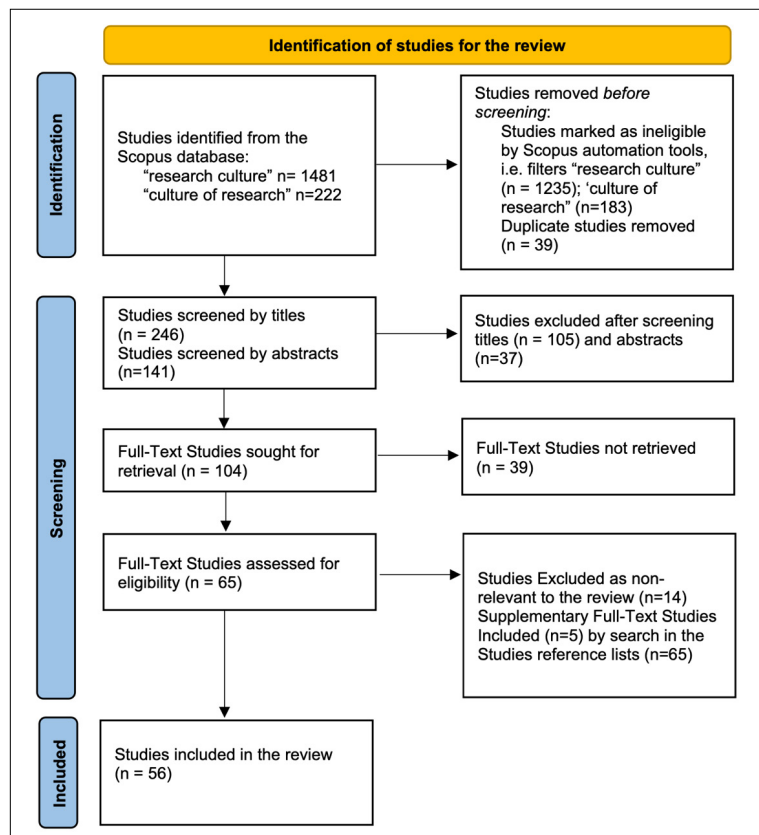 Identification of studies for the review
Identification
Studies identified from the
Scopus database:
“research culture” n= 1481
“culture of research” n=222
Studies removed before
screening:
Studies marked as ineligible
by Scopus automation tools,
i.e. filters “research culture”
(n = 1235); ‘culture of
research” (n=183)
Duplicate studies removed
(n = 39)
Screening
Studies screened by titles
(n = 246)
Studies screened by abstracts
(n=141)
Studies excluded after screening
titles (n = 105) and abstracts
(n=37)
Full-Text Studies sought for
retrieval (n = 104)
Full-Text Studies not retrieved
(n = 39)
Full-Text Studies assessed for
eligibility (n = 65)
Studies Excluded as non-
relevant to the review (n=14)
Supplementary Full-Text Studies
Included (n=5) by search in the
Studies reference lists (n=65)
Included
Studies included in the review
(n = 56)